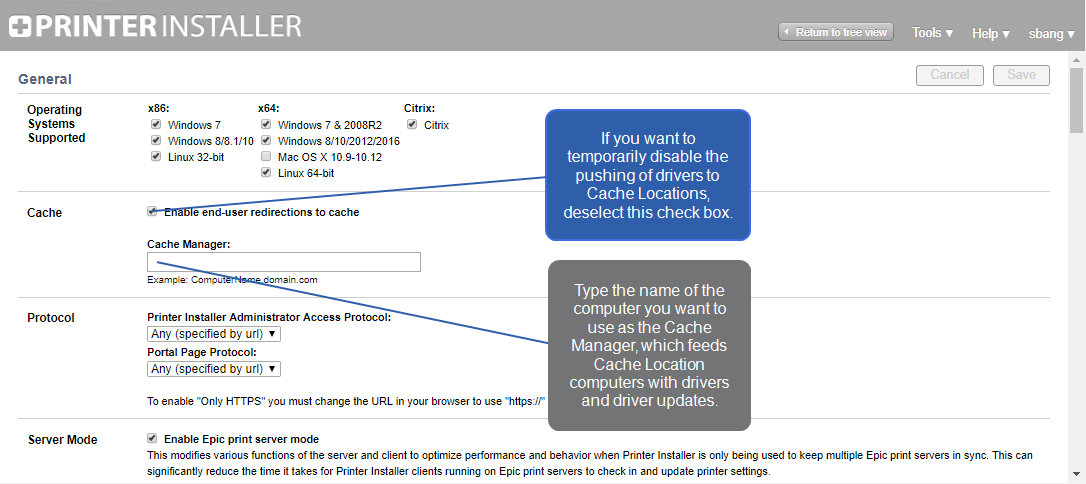 PRINTER INSTALLER
Return to tree view
Tools ▾
Help ▾
sbang ▾
General
Cancel
Save
Operating
Systems
Supported
x86:
Windows 7
Windows 8/8.1/10
Linux 32-bit
x64:
Windows 7 & 2008R2
Windows 8/10/2012/2016
Mac OS X 10.9-10.12
Linux 64-bit
Citrix:
Citrix
If you want to
temporarily disable the
pushing of drivers to
Cache Locations,
deselect this check box.
Cache
Enable end-user redirections to cache
Cache Manager:
Example: ComputerName.domain.com
Type the name of the
computer you want to
use as the Cache
Manager, which feeds
Cache Location
computers with drivers
and driver updates.
Protocol
Printer Installer Administrator Access Protocol:
Any (specified by url) ▾
Portal Page Protocol:
Any (specified by url) ▾
To enable "Only HTTPS" you must change the URL in your browser to use "https://"
Server Mode
Enable Epic print server mode
This modifies various functions of the server and client to optimize performance and behavior when Printer Installer is only being used to keep multiple Epic print servers in sync. This can
significantly reduce the time it takes for Printer Installer clients running on Epic print servers to check in and update printer settings.